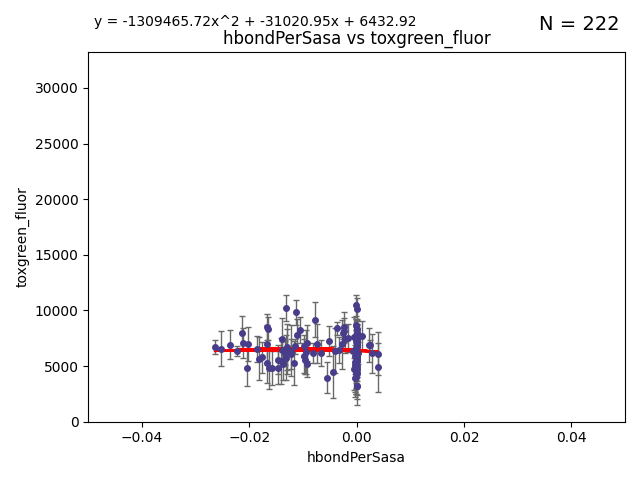 y = -1309465.72x^2 + -31020.95x + 6432.92
N = 222
hbondPerSasa vs toxgreen_fluor
30000
25000
20000
15000
10000
5000
0
toxgreen_fluor
−0.04 −0.02 0.00 0.02 0.04
hbondPerSasa